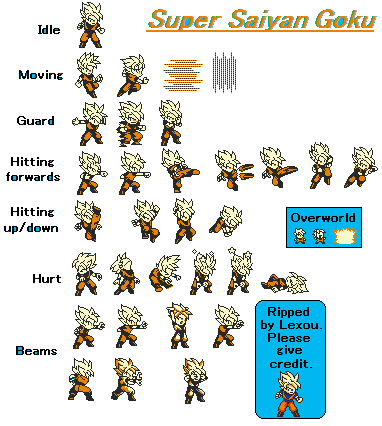 Super Saiyan Goku
Idle
Moving
Guard
Hitting
forwards
Hitting
up/down
Overworld
Hurt
Beams
Ripped
by Lexou.
Please
give
credit.